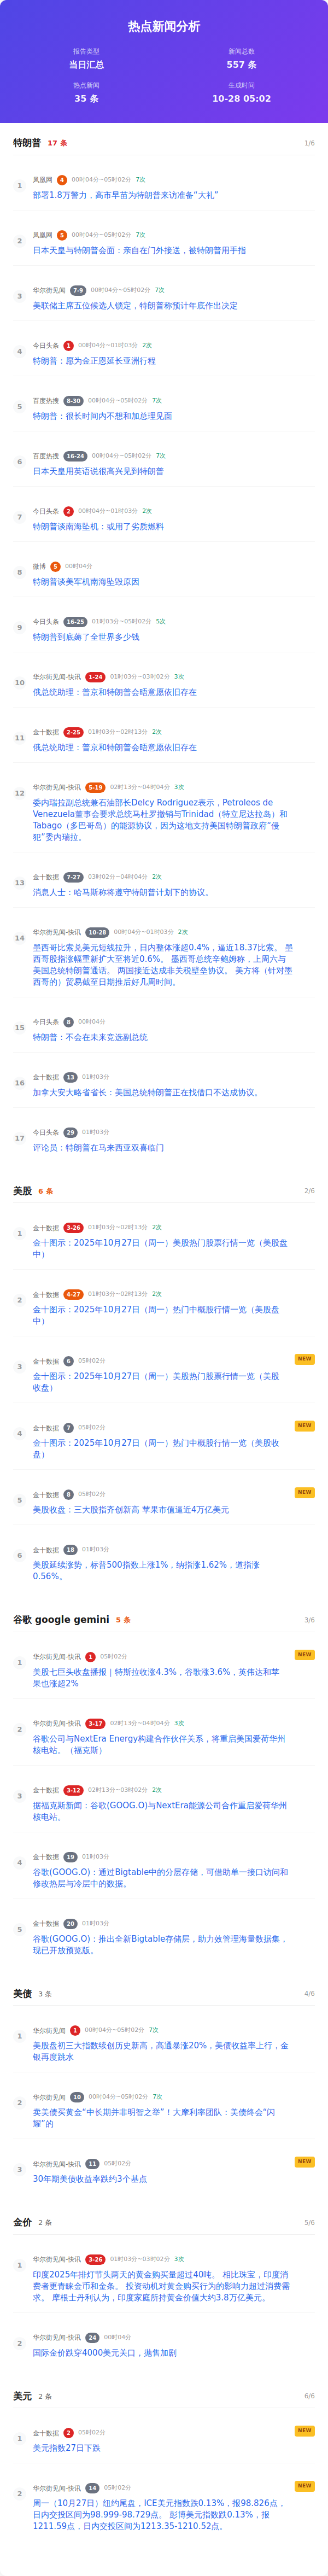 热点新闻分析
报告类型
新闻总数
当日汇总
557 条
热点新闻
生成时间
35 条
10-28 05:02
特朗普 17 条 1/6
1
凤凰网 4 00时04分~05时02分 7次
部署1.8万警力，高市早苗为特朗普来访准备“大礼”
2
凤凰网 5 00时04分~05时02分 7次
日本天皇与特朗普会面：亲自在门外接送，被特朗普用手指
3
华尔街见闻 7-9 00时04分~05时02分 7次
美联储主席五位候选人锁定，特朗普称预计年底作出决定
4
今日头条 1 00时04分~01时03分 2次
特朗普：愿为金正恩延长亚洲行程
5
百度热搜 8-30 00时04分~05时02分 7次
特朗普：很长时间内不想和加总理见面
6
百度热搜 16-24 00时04分~05时02分 7次
日本天皇用英语说很高兴见到特朗普
7
今日头条 2 00时04分~01时03分 2次
特朗普谈南海坠机：或用了劣质燃料
8
微博 5 00时04分
特朗普谈美军机南海坠毁原因
9
今日头条 16-25 01时03分~05时02分 5次
特朗普到底薅了全世界多少钱
10
华尔街见闻-快讯 1-24 01时03分~03时02分 3次
俄总统助理：普京和特朗普会晤意愿依旧存在
11
金十数据 2-25 01时03分~02时13分 2次
俄总统助理：普京和特朗普会晤意愿依旧存在
12
华尔街见闻-快讯 5-19 02时13分~04时04分 3次
委内瑞拉副总统兼石油部长Delcy Rodriguez表示，Petroleos de
Venezuela董事会要求总统马杜罗撤销与Trinidad（特立尼达岛）和
Tabago（多巴哥岛）的能源协议，因为这地支持美国特朗普政府“侵
犯”委内瑞拉。
13
金十数据 7-27 03时02分~04时04分 2次
消息人士：哈马斯称将遵守特朗普计划下的协议。
14
华尔街见闻-快讯 10-28 00时04分~01时03分 2次
墨西哥比索兑美元短线拉升，日内整体涨超0.4%，逼近18.37比索。 墨
西哥股指涨幅重新扩大至将近0.6%。 墨西哥总统辛鲍姆称，上周六与
美国总统特朗普通话。 两国接近达成非关税壁垒协议。 美方将（针对墨
西哥的）贸易截至日期推后好几周时间。
15
今日头条 8 00时04分
特朗普：不会在未来竞选副总统
16
金十数据 13 01时03分
加拿大安大略省省长：美国总统特朗普正在找借口不达成协议。
17
今日头条 29 01时03分
评论员：特朗普在马来西亚双喜临门
美股 6 条 2/6
1
金十数据 3-26 01时03分~02时13分 2次
金十图示：2025年10月27日（周一）美股热门股票行情一览（美股盘
中）
2
金十数据 4-27 01时03分~02时13分 2次
金十图示：2025年10月27日（周一）热门中概股行情一览（美股盘
中）
3
金十数据 6 05时02分 NEW
金十图示：2025年10月27日（周一）美股热门股票行情一览（美股
收盘）
4
金十数据 7 05时02分 NEW
金十图示：2025年10月27日（周一）热门中概股行情一览（美股收
盘）
5
金十数据 8 05时02分 NEW
美股收盘：三大股指齐创新高 苹果市值逼近4万亿美元
6
金十数据 18 01时03分
美股延续涨势，标普500指数上涨1%，纳指涨1.62%，道指涨
0.56%。
谷歌 google gemini 5 条 3/6
1
华尔街见闻-快讯 1 05时02分 NEW
美股七巨头收盘播报｜特斯拉收涨4.3%，谷歌涨3.6%，英伟达和苹
果也涨超2%
2
华尔街见闻-快讯 3-17 02时13分~04时04分 3次
谷歌公司与NextEra Energy构建合作伙伴关系，将重启美国爱荷华州
核电站。（福克斯）
3
金十数据 3-12 02时13分~03时02分 2次
据福克斯新闻：谷歌(GOOG.O)与NextEra能源公司合作重启爱荷华州
核电站。
4
金十数据 19 01时03分
谷歌(GOOG.O)：通过Bigtable中的分层存储，可借助单一接口访问和
修改热层与冷层中的数据。
5
金十数据 20 01时03分
谷歌(GOOG.O)：推出全新Bigtable存储层，助力效管理海量数据集，
现已开放预览版。
美债 3 条 4/6
1
华尔街见闻 1 00时04分~05时02分 7次
美股盘初三大指数续创历史新高，高通暴涨20%，美债收益率上行，金
银再度跳水
2
华尔街见闻 10 00时04分~05时02分 7次
卖美债买黄金“中长期并非明智之举”！大摩利率团队：美债终会“闪
耀”的
3
华尔街见闻-快讯 11 05时02分 NEW
30年期美债收益率跌约3个基点
金价 2 条 5/6
1
华尔街见闻-快讯 3-26 01时03分~03时02分 3次
印度2025年排灯节头两天的黄金购买量超过40吨。 相比珠宝，印度消
费者更青睐金币和金条。 投资动机对黄金购买行为的影响力超过消费需
求。 摩根士丹利认为，印度家庭所持黄金价值大约3.8万亿美元。
2
华尔街见闻-快讯 24 00时04分
国际金价跌穿4000美元关口，抛售加剧
美元 2 条 6/6
1
金十数据 2 05时02分 NEW
美元指数27日下跌
2
华尔街见闻-快讯 14 05时02分 NEW
周一（10月27日）纽约尾盘，ICE美元指数跌0.13%，报98.826点，
日内交投区间为98.999-98.729点。 彭博美元指数跌0.13%，报
1211.59点，日内交投区间为1213.35-1210.52点。